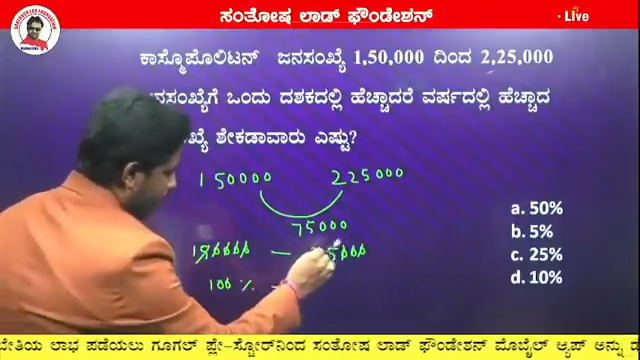 ಸಂತೋಷ ಲಾಡ್ ಫೌಂಡೇಶನ್
Live
ಕಾಸ್ಮೊಪೊಲಿಟನ್ ಜನಸಂಖ್ಯೆ 1,50,000 ದಿಂದ 2,25,000
ಜನಸಂಖ್ಯೆಗೆ ಒಂದು ದಶಕದಲ್ಲಿ ಹೆಚ್ಚಾದರೆ ವರ್ಷದಲ್ಲಿ ಹೆಚ್ಚಾದ
ಶೇಕಡಾವಾರು ಎಷ್ಟು?
150000 225000
75000
150000 —
100 %
a. 50%
b. 5%
c. 25%
d. 10%
ಲಾಭ ಪಡೆಯಲು ಗೂಗಲ್ ಪ್ಲೇ-ಸ್ಟೋರ್‌ನಿಂದ ಸಂತೋಷ ಲಾಡ್ ಫೌಂಡೇಶನ್ ಮೊಬೈಲ್ ಆ್ಯಪ್ ಅನ್ನು